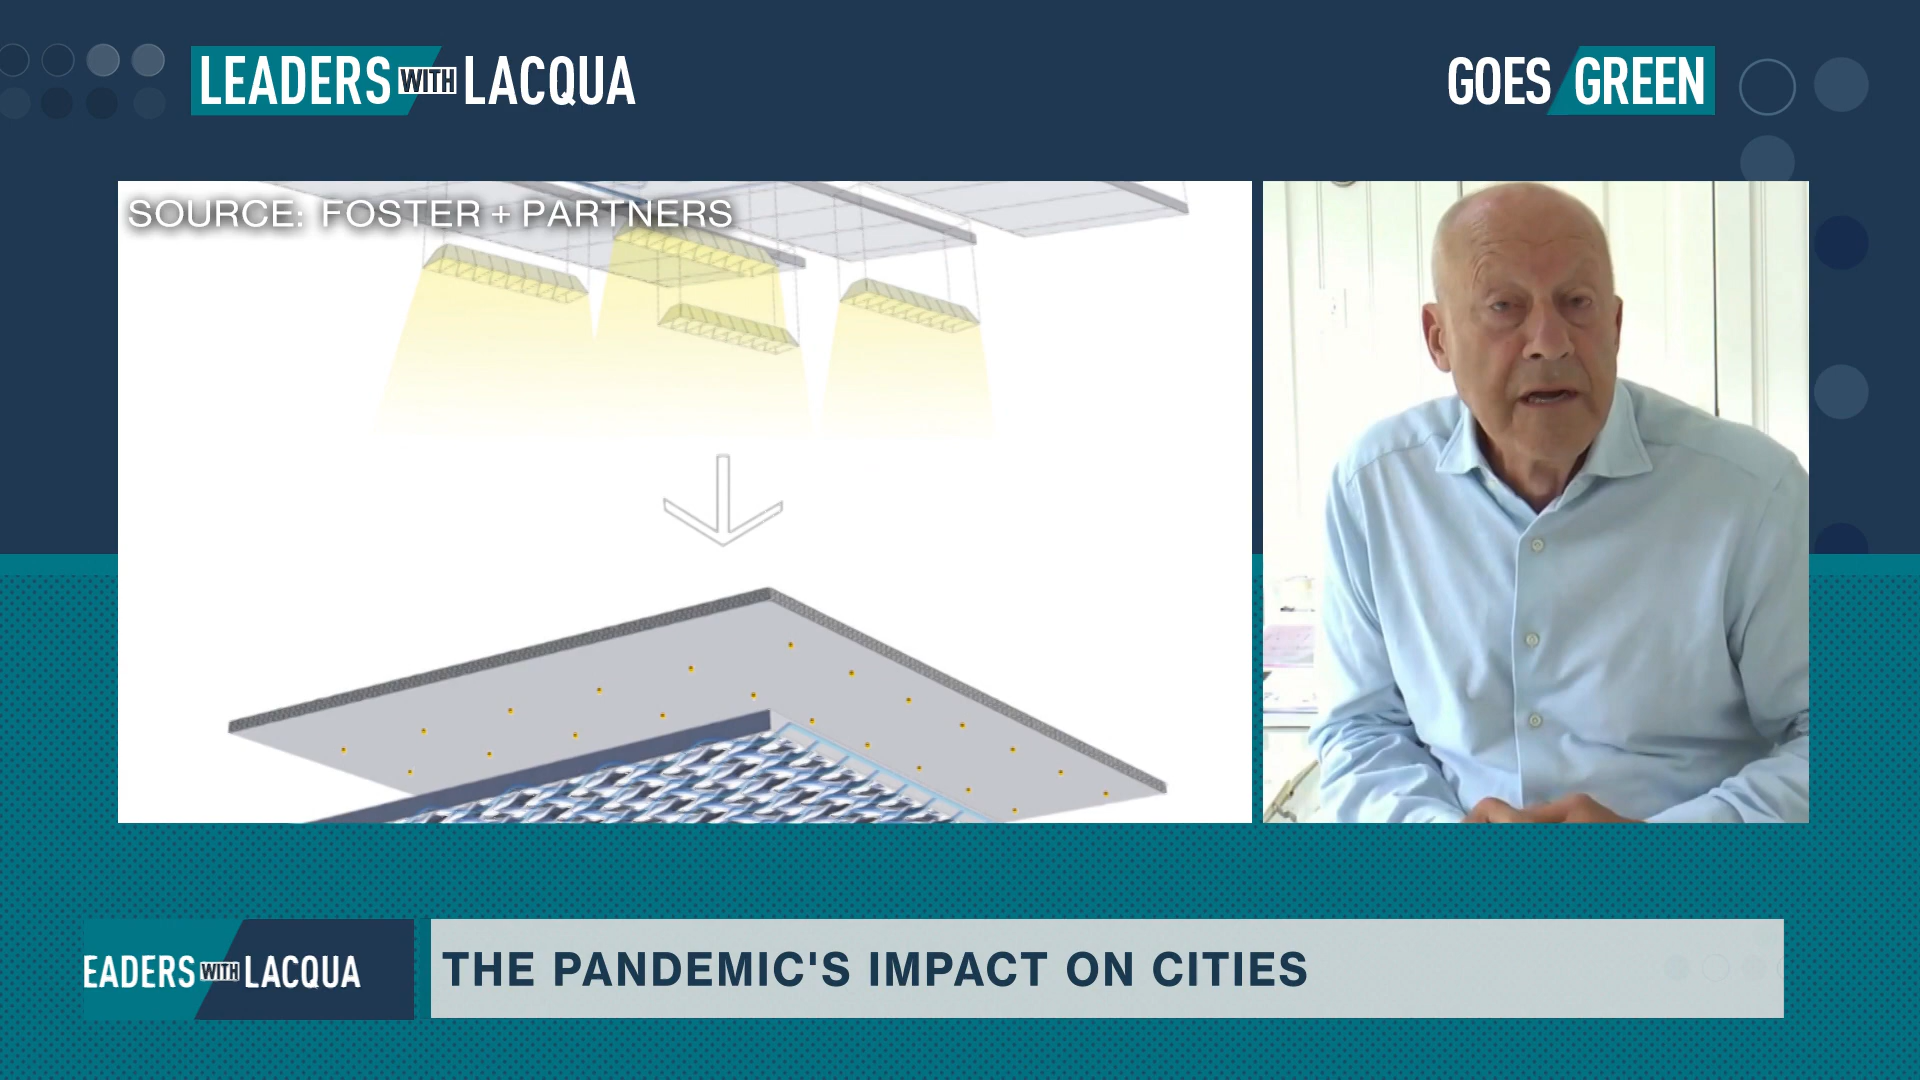 LEADERS WITH LACQUA
GOES GREEN
SOURCE: FOSTER + PARTNERS
EADERS WITH LACQUA
THE PANDEMIC'S IMPACT ON CITIES